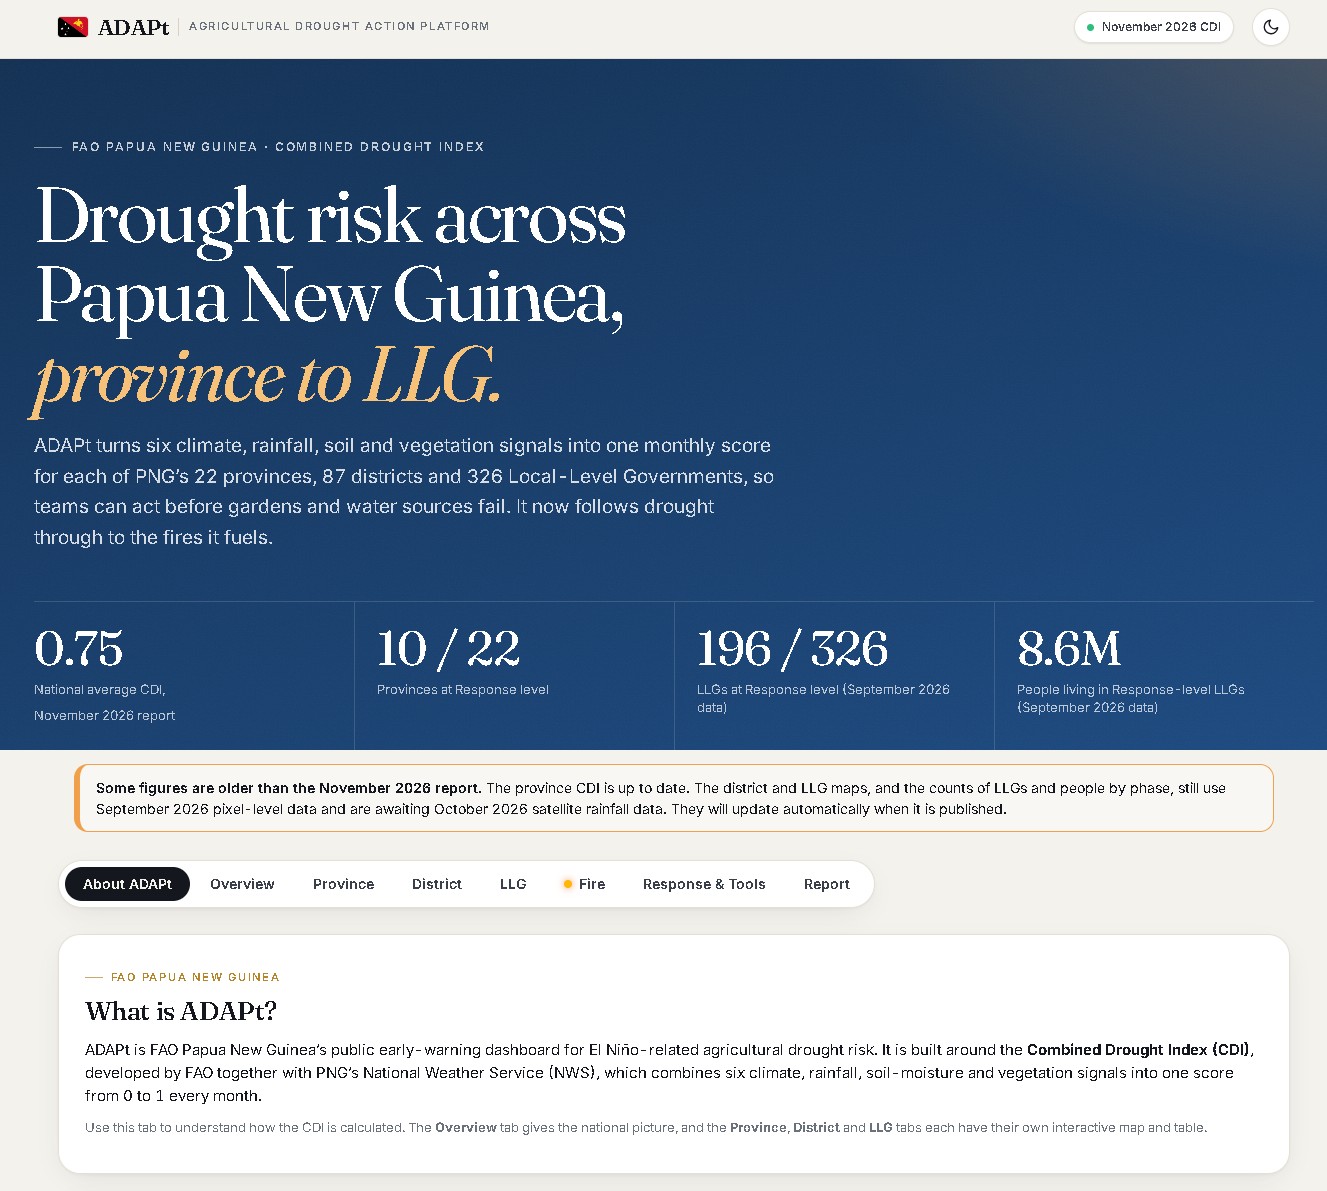 ADAPt
AGRICULTURAL DROUGHT ACTION PLATFORM
November 2026 CDI
FAO PAPUA NEW GUINEA · COMBINED DROUGHT INDEX
Drought risk across
Papua New Guinea,
province to LLG.
ADAPt turns six climate, rainfall, soil and vegetation signals into one monthly score
for each of PNG’s 22 provinces, 87 districts and 326 Local-Level Governments, so
teams can act before gardens and water sources fail. It now follows drought
through to the fires it fuels.
0.75
National average CDI,
November 2026 report
10 / 22
Provinces at Response level
196 / 326
LLGs at Response level (September 2026
data)
8.6M
People living in Response-level LLGs
(September 2026 data)
Some figures are older than the November 2026 report. The province CDI is up to date. The district and LLG maps, and the counts of LLGs and people by phase, still use
September 2026 pixel-level data and are awaiting October 2026 satellite rainfall data. They will update automatically when it is published.
About ADAPt
Overview
Province
District
LLG
Fire
Response & Tools
Report
FAO PAPUA NEW GUINEA
What is ADAPt?
ADAPt is FAO Papua New Guinea’s public early-warning dashboard for El Niño-related agricultural drought risk. It is built around the Combined Drought Index (CDI),
developed by FAO together with PNG’s National Weather Service (NWS), which combines six climate, rainfall, soil-moisture and vegetation signals into one score
from 0 to 1 every month.
Use this tab to understand how the CDI is calculated. The Overview tab gives the national picture, and the Province, District and LLG tabs each have their own interactive map and table.